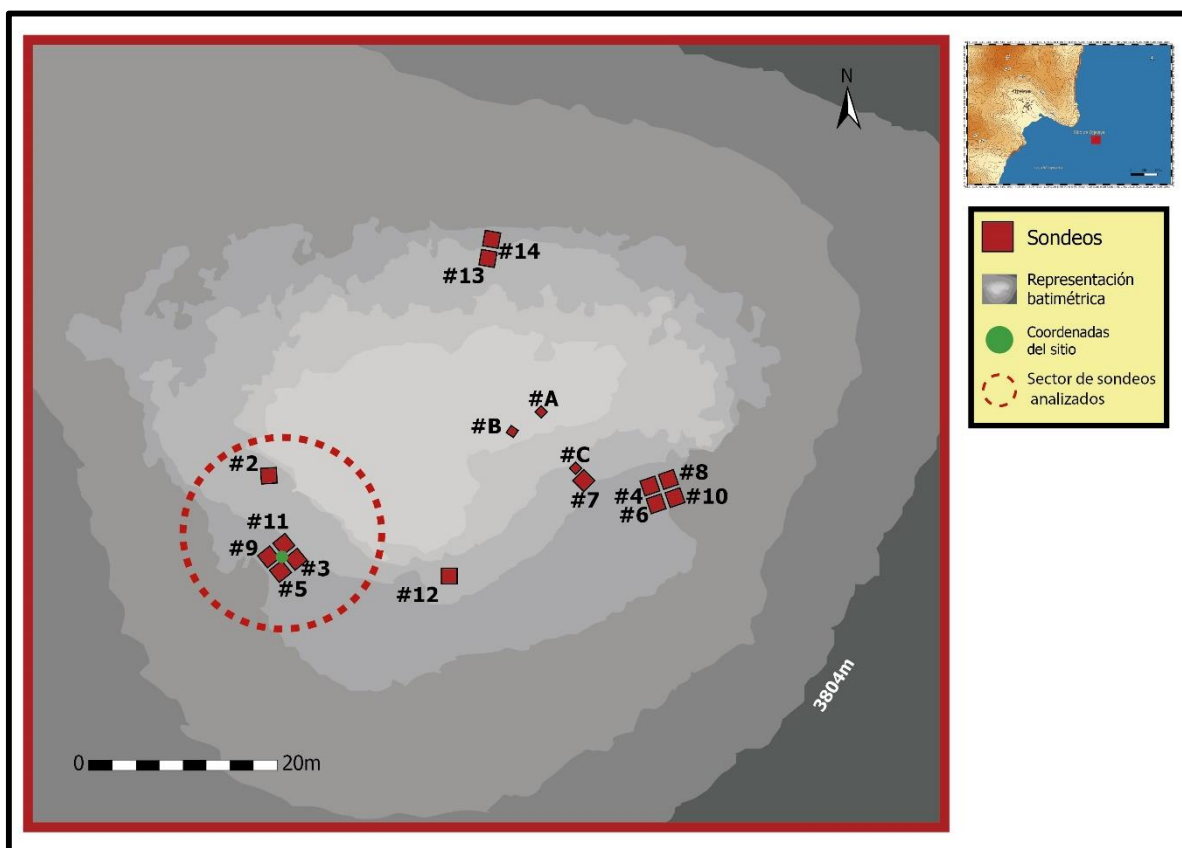 N
#14
#13
#A
#B
#C
#2
#8
#7
#4
#10
#6
#11
#9
#3
#5
#12
3804m
0
20m
Sondeos
Representación
batimétrica
Coordenadas
del sitio
Sector de sondeos
analizados